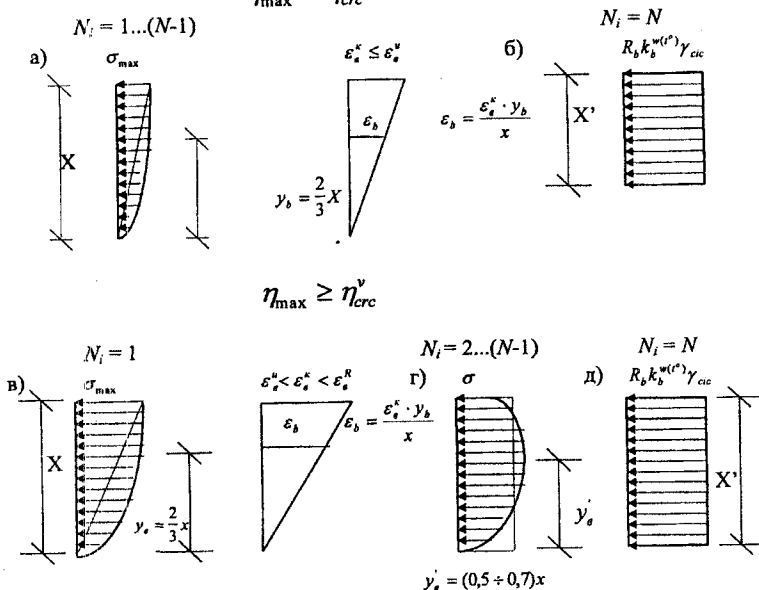 η_max   η_crc
N_i = 1...(N-1)
N_i = N
а)
σ_max
ε_в^к ≤ ε_в^u
б)
R_b k_b^{w(t°)} γ_cic
X
ε_b
ε_b = (ε_в^к · y_b)/x
X’
y_b = 2/3 X
η_max ≥ η_crc^v
N_i = 1
N_i = 2...(N-1)
N_i = N
в)
σ_max
ε_в^u < ε_в^к < ε_в^R
г)
σ
д)
R_b k_b^{w(t°)} γ_cic
X
y_в = 2/3 x
ε_b
ε_b = (ε_в^к · y_b)/x
y'_в
X’
y'_в = (0,5 ÷ 0,7)x